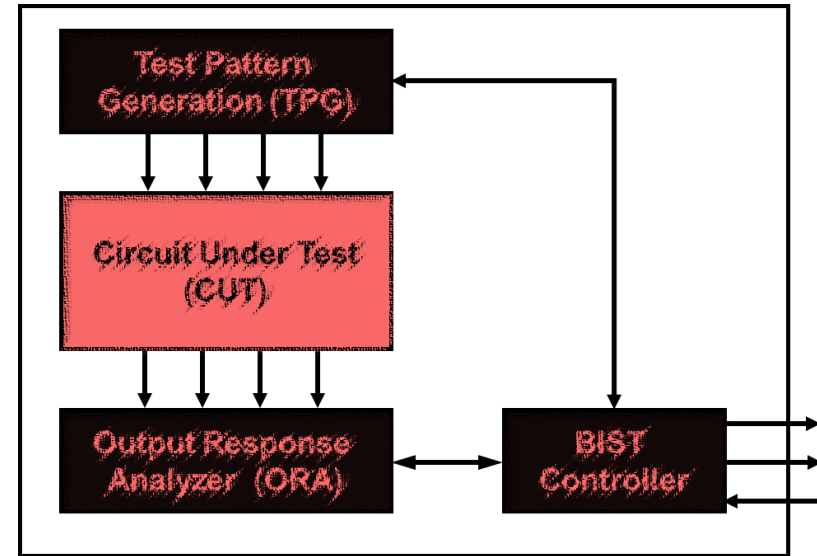 Test Pattern
Generation (TPG)
Circuit Under Test
(CUT)
Output Response
Analyzer (ORA)
BIST
Controller